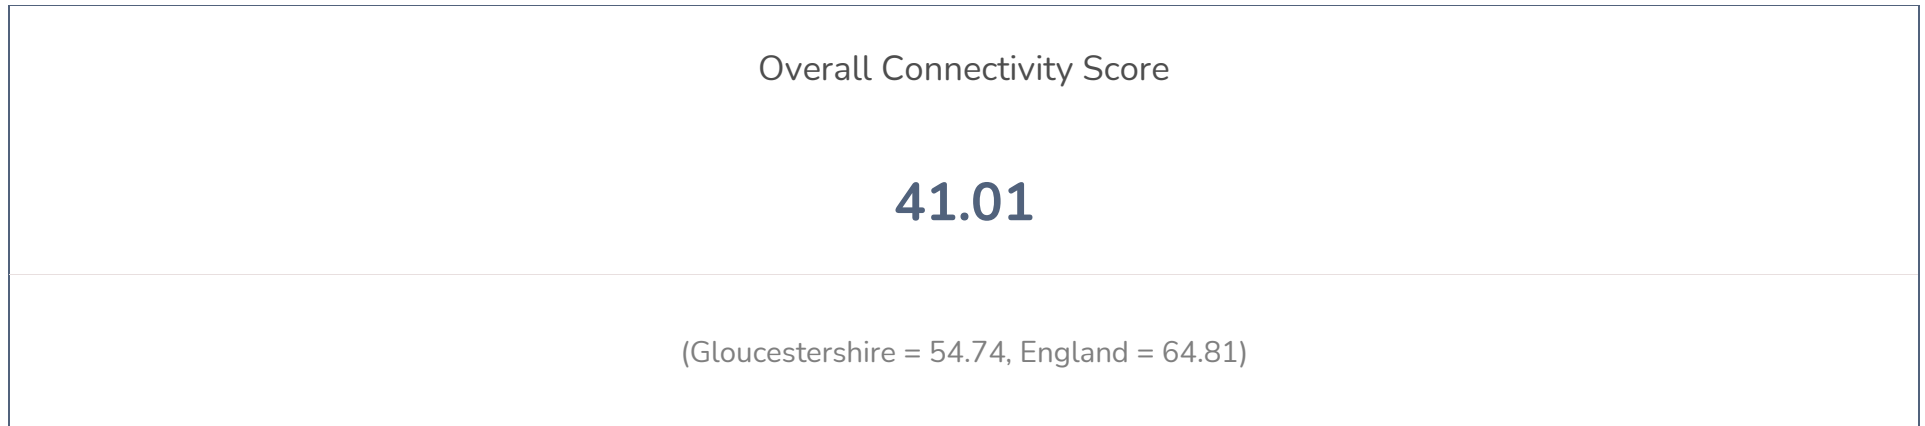 Overall Connectivity Score
41.01
(Gloucestershire = 54.74, England = 64.81)